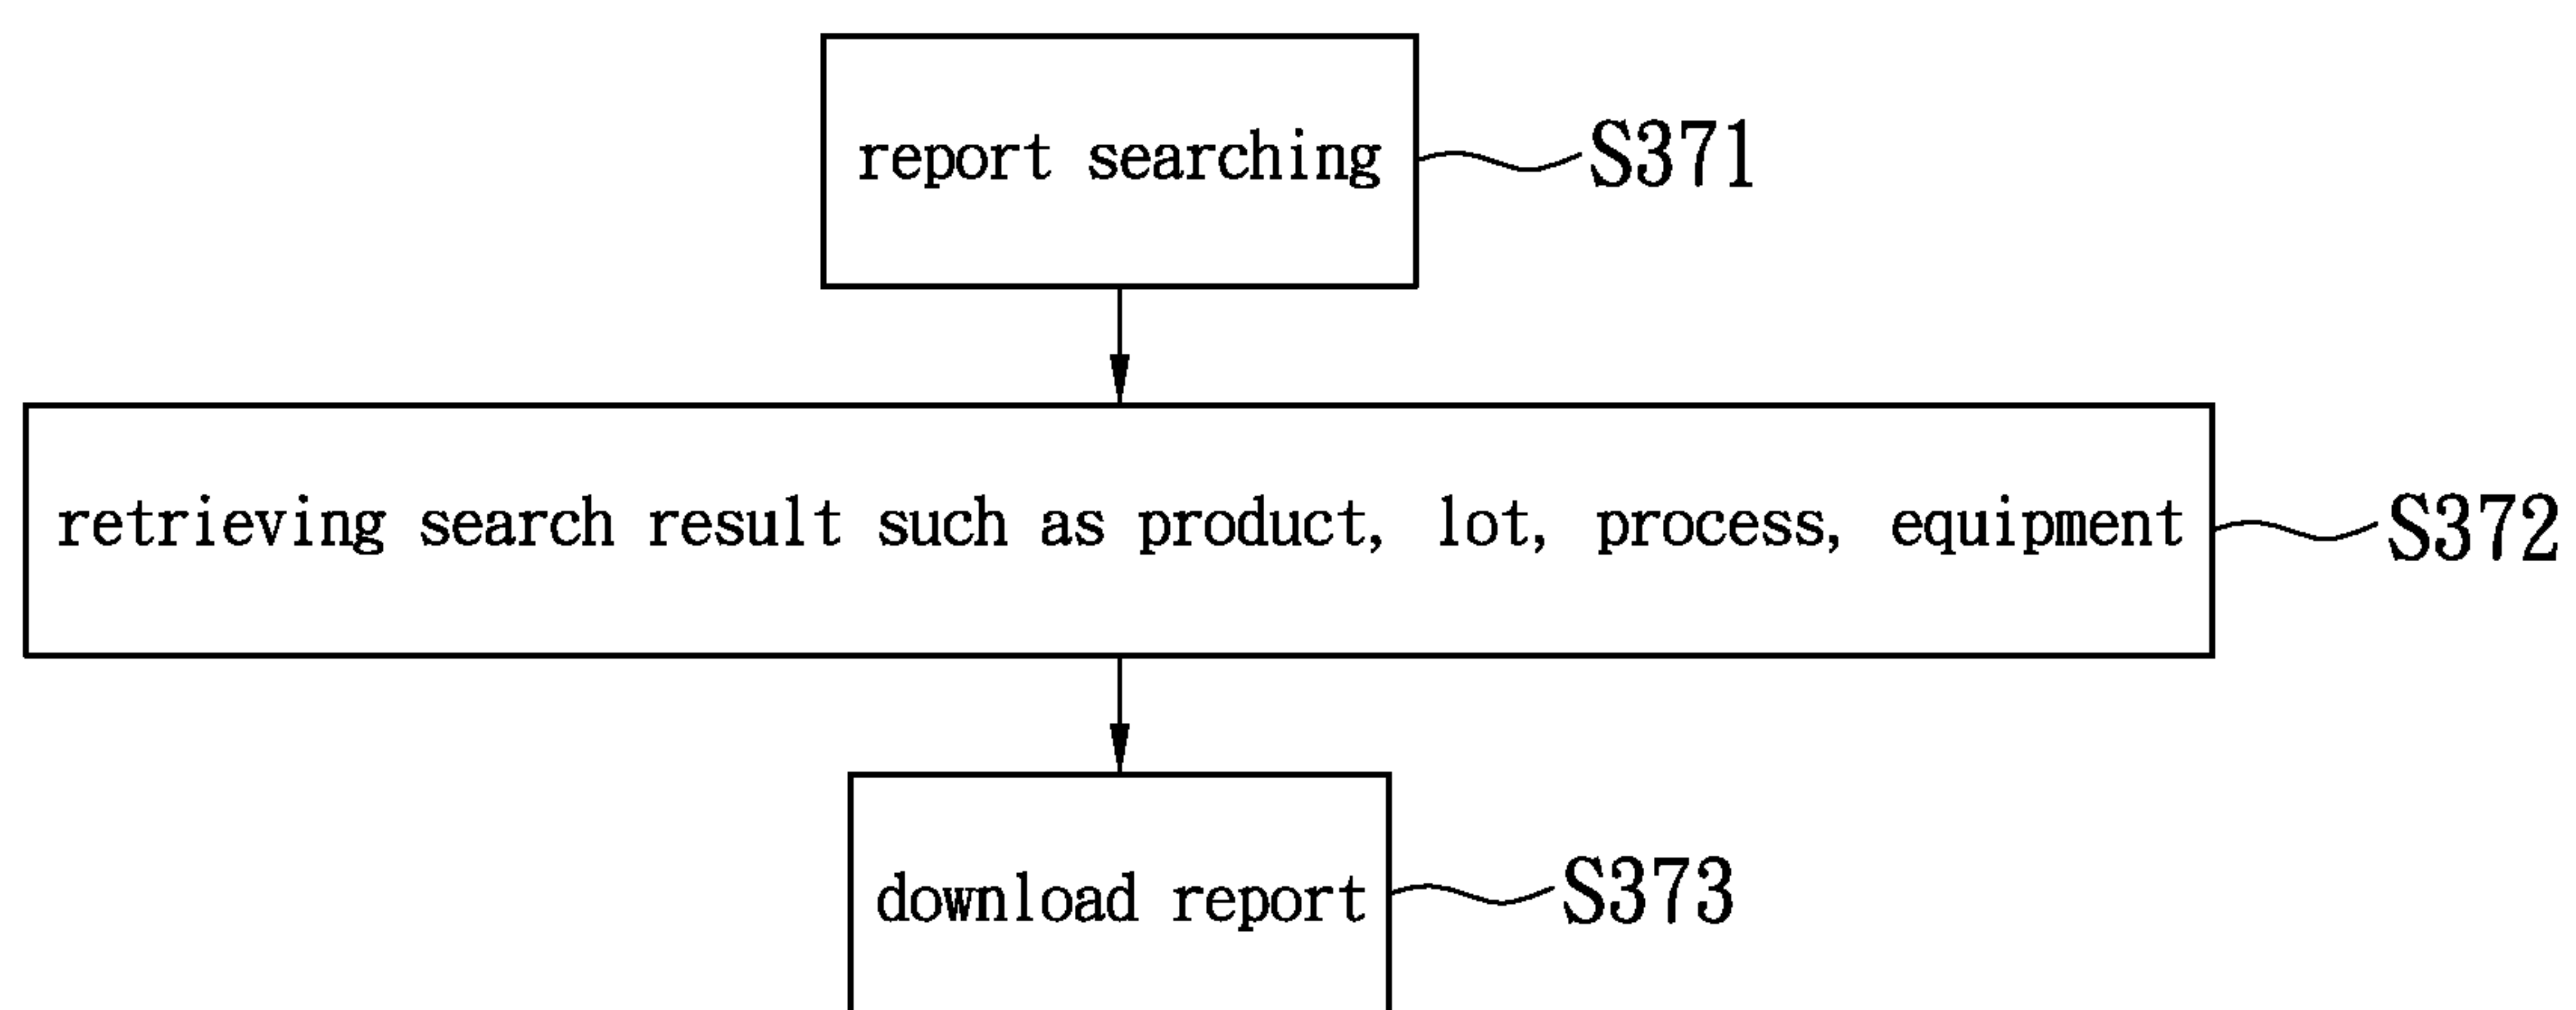 report searching S371
retrieving search result such as product, lot, process, equipment S372
download report S373